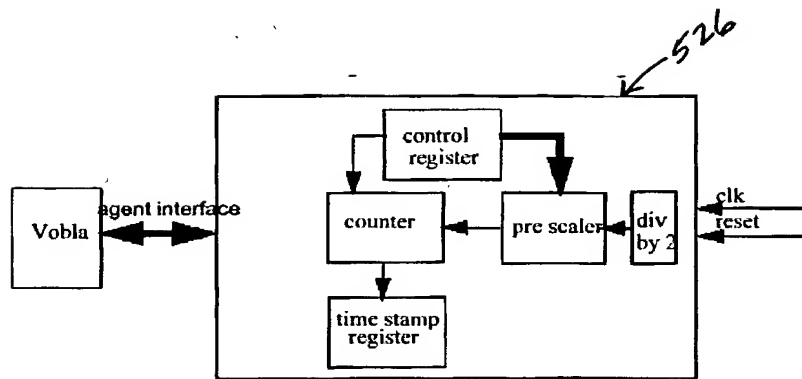 526
control
register
clk
agent interface
reset
Vobla
counter
pre scaler
div
by 2
time stamp
register